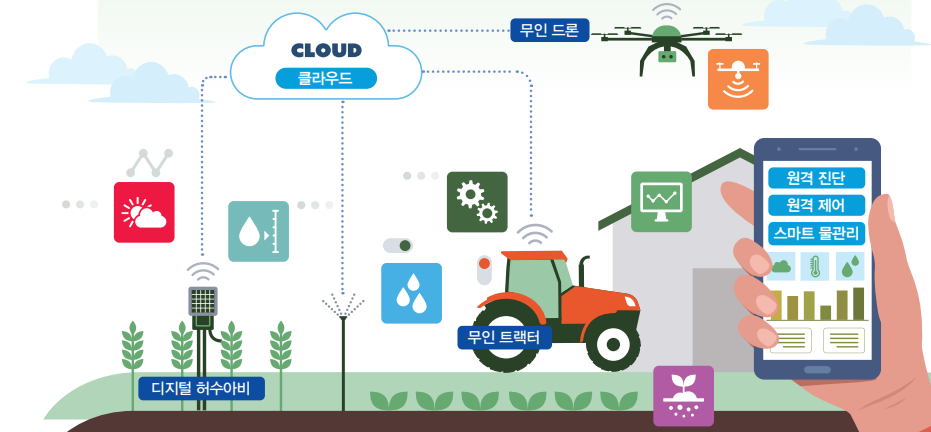 무인 드론
CLOUD
클라우드
원격 진단
원격 제어
스마트 물관리
무인 트랙터
디지털 허수아비